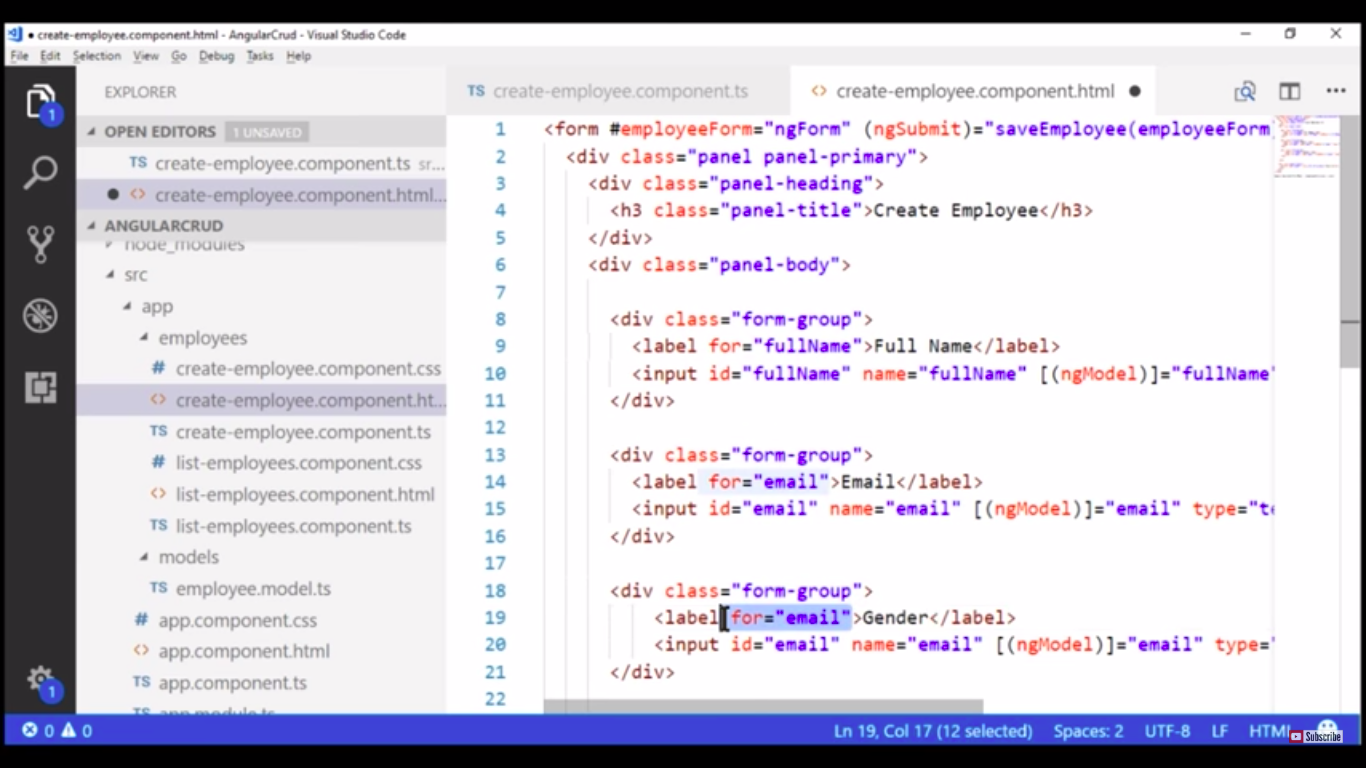 create-employee.component.html - AngularCrud - Visual Studio Code
File Edit Selection View Go Debug Tasks Help
EXPLORER
OPEN EDITORS 1 UNSAVED
TS create-employee.component.ts src...
<> create-employee.component.html...
ANGULARCRUD
node_modules
src
app
employees
# create-employee.component.css
<> create-employee.component.ht...
TS create-employee.component.ts
# list-employees.component.css
<> list-employees.component.html
TS list-employees.component.ts
models
TS employee.model.ts
# app.component.css
<> app.component.html
TS app.component.ts
TS app.module.ts
1
1
TS create-employee.component.ts
<> create-employee.component.html
1 <form #employeeForm="ngForm" (ngSubmit)="saveEmployee(employeeForm
2 <div class="panel panel-primary">
3 <div class="panel-heading">
4 <h3 class="panel-title">Create Employee</h3>
5 </div>
6 <div class="panel-body">
7
8 <div class="form-group">
9 <label for="fullName">Full Name</label>
10 <input id="fullName" name="fullName" [(ngModel)]="fullName"
11 </div>
12
13 <div class="form-group">
14 <label for="email">Email</label>
15 <input id="email" name="email" [(ngModel)]="email" type="te
16 </div>
17
18 <div class="form-group">
19 <label for="email">Gender</label>
20 <input id="email" name="email" [(ngModel)]="email" type="
21 </div>
22
0 0
Ln 19, Col 17 (12 selected) Spaces: 2 UTF-8 LF HTML
Subscribe